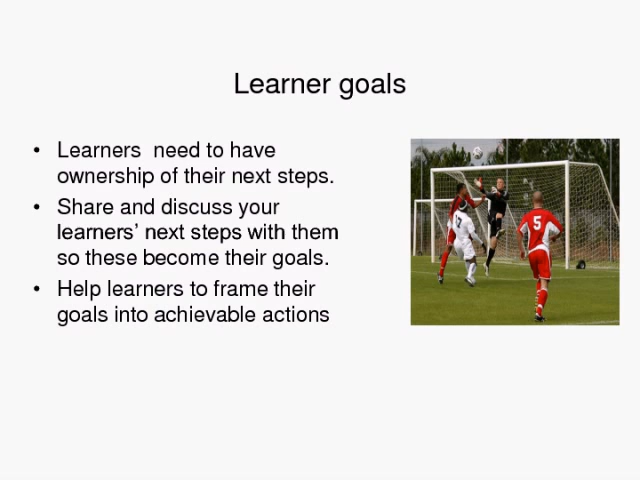 Learner goals
• Learners  need to have
ownership of their next steps.
• Share and discuss your
learners’ next steps with them
so these become their goals.
• Help learners to frame their
goals into achievable actions
5